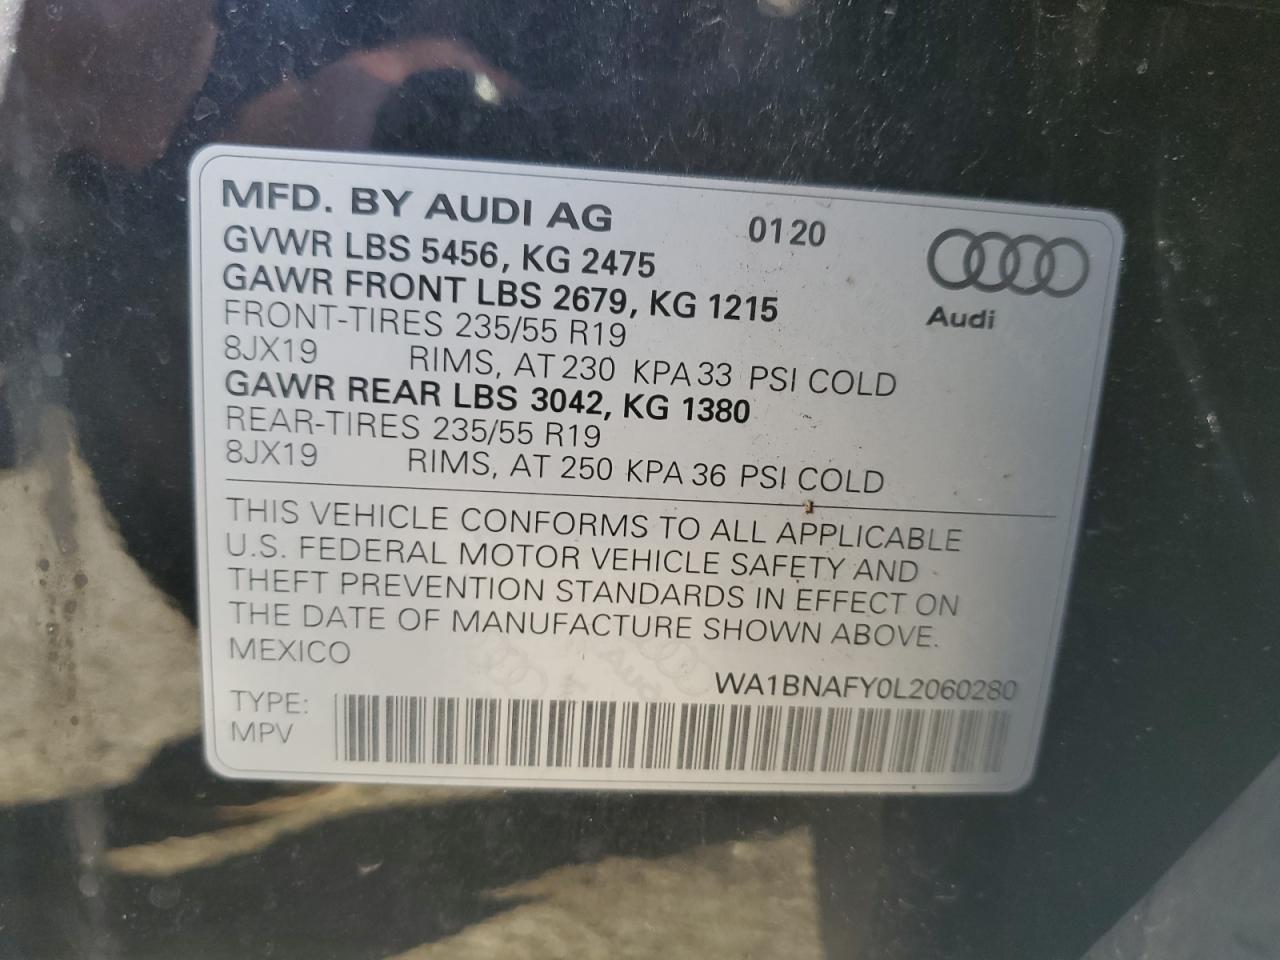 MFD. BY AUDI AG 0120
GVWR LBS 5456, KG 2475
GAWR FRONT LBS 2679, KG 1215
Audi
FRONT-TIRES 235/55 R19
8JX19 RIMS, AT 230 KPA 33 PSI COLD
GAWR REAR LBS 3042, KG 1380
REAR-TIRES 235/55 R19
8JX19 RIMS, AT 250 KPA 36 PSI COLD
THIS VEHICLE CONFORMS TO ALL APPLICABLE
U.S. FEDERAL MOTOR VEHICLE SAFETY AND
THEFT PREVENTION STANDARDS IN EFFECT ON
THE DATE OF MANUFACTURE SHOWN ABOVE.
MEXICO
WA1BNAFY0L2060280
TYPE:
MPV